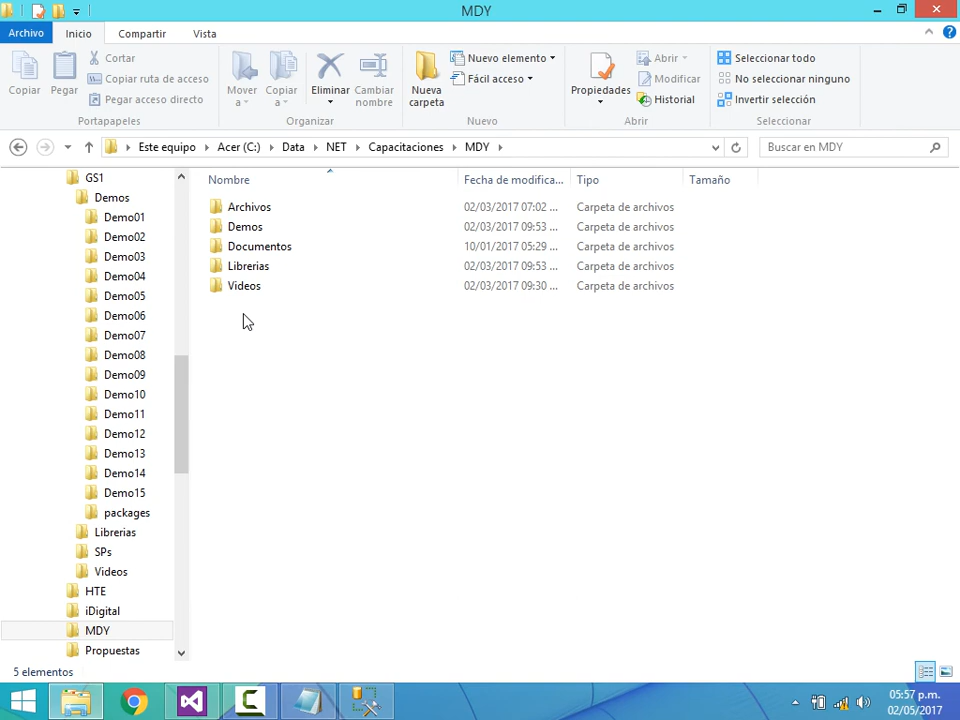 MDY
Archivo Inicio Compartir Vista
Copiar
Pegar
Cortar
Copiar ruta de acceso
Pegar acceso directo
Portapapeles
Mover a
Copiar a
Eliminar
Cambiar nombre
Organizar
Nueva carpeta
Nuevo elemento
Fácil acceso
Nuevo
Propiedades
Abrir
Modificar
Historial
Abrir
Seleccionar todo
No seleccionar ninguno
Invertir selección
Seleccionar
Este equipo Acer (C:) Data NET Capacitaciones MDY
Buscar en MDY
GS1
Demos
Demo01
Demo02
Demo03
Demo04
Demo05
Demo06
Demo07
Demo08
Demo09
Demo10
Demo11
Demo12
Demo13
Demo14
Demo15
packages
Librerias
SPs
Videos
HTE
iDigital
MDY
Propuestas
Nombre Fecha de modifica... Tipo Tamaño
Archivos 02/03/2017 07:02 ... Carpeta de archivos
Demos 02/03/2017 09:53 ... Carpeta de archivos
Documentos 10/01/2017 05:29 ... Carpeta de archivos
Librerias 02/03/2017 09:53 ... Carpeta de archivos
Videos 02/03/2017 09:30 ... Carpeta de archivos
5 elementos
05:57 p.m.
02/05/2017